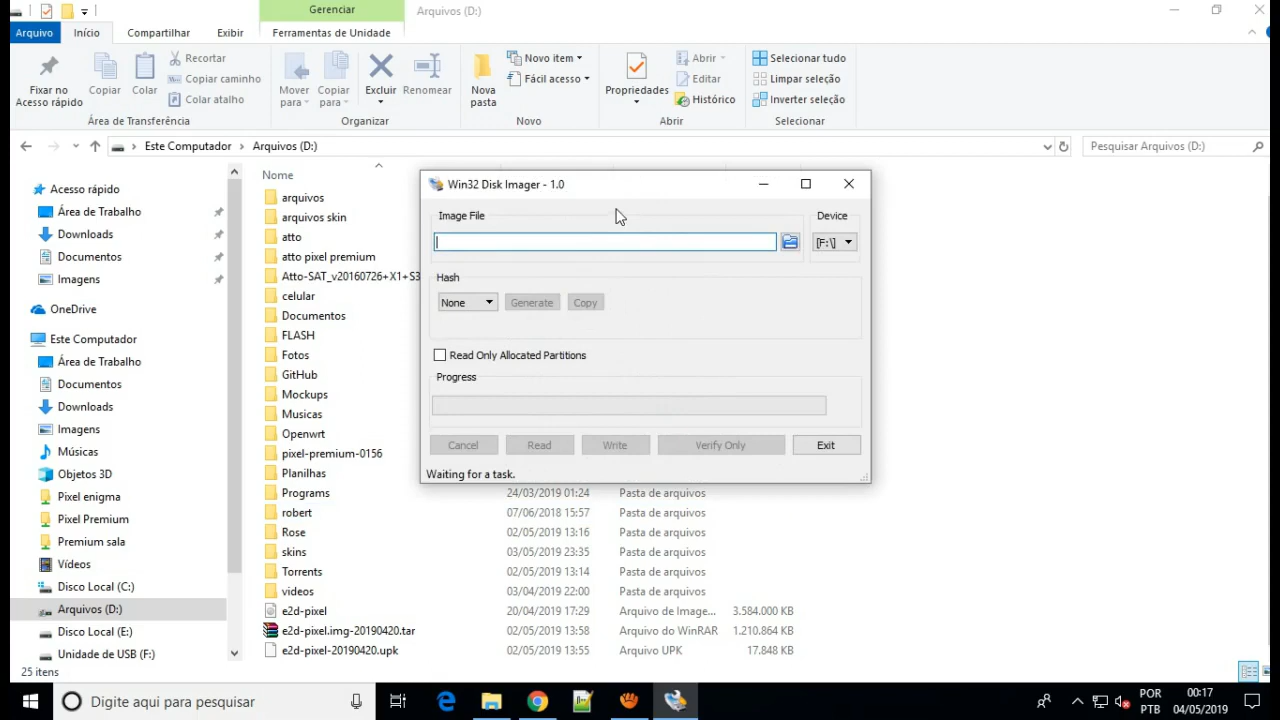 Gerenciar
Arquivos (D:)
Arquivo
Início
Compartilhar
Exibir
Ferramentas de Unidade
Fixar no
Acesso rápido
Copiar
Colar
Recortar
Copiar caminho
Colar atalho
Mover
para
Copiar
para
Excluir
Renomear
Nova
pasta
Novo item
Fácil acesso
Propriedades
Abrir
Editar
Histórico
Selecionar tudo
Limpar seleção
Inverter seleção
Área de Transferência
Organizar
Novo
Abrir
Selecionar
Este Computador
Arquivos (D:)
Pesquisar Arquivos (D:)
Acesso rápido
Área de Trabalho
Downloads
Documentos
Imagens
OneDrive
Este Computador
Área de Trabalho
Documentos
Downloads
Imagens
Músicas
Objetos 3D
Pixel enigma
Pixel Premium
Premium sala
Vídeos
Disco Local (C:)
Arquivos (D:)
Disco Local (E:)
Unidade de USB (F:)
Nome
arquivos
arquivos skin
atto
atto pixel premium
Atto-SAT_v20160726+X1+S3
celular
Documentos
FLASH
Fotos
GitHub
Mockups
Musicas
Openwrt
pixel-premium-0156
Planilhas
Programs 24/03/2019 01:24 Pasta de arquivos
robert 07/06/2018 15:57 Pasta de arquivos
Rose 02/05/2019 13:16 Pasta de arquivos
skins 03/05/2019 23:35 Pasta de arquivos
Torrents 02/05/2019 13:14 Pasta de arquivos
videos 03/04/2019 22:00 Pasta de arquivos
e2d-pixel 20/04/2019 17:29 Arquivo de Image... 3.584.000 KB
e2d-pixel.img-20190420.tar 02/05/2019 13:58 Arquivo do WinRAR 1.210.864 KB
e2d-pixel-20190420.upk 02/05/2019 13:55 Arquivo UPK 17.848 KB
Win32 Disk Imager - 1.0
Image File
Device
[F:\]
Hash
None
Generate
Copy
Read Only Allocated Partitions
Progress
Cancel
Read
Write
Verify Only
Exit
Waiting for a task.
25 itens
Digite aqui para pesquisar
POR
PTB
00:17
04/05/2019